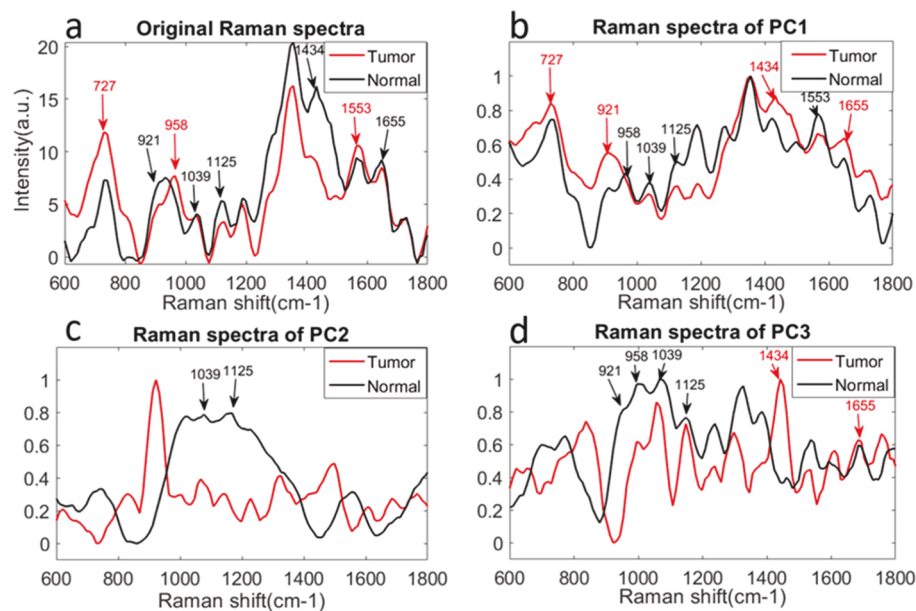 a
Original Raman spectra
Tumor
Normal
727
921
958
1039
1125
1434
1553
1655
Intensity(a.u.)
20
15
10
5
0
600 800 1000 1200 1400 1600 1800
Raman shift(cm-1)
b
Raman spectra of PC1
Tumor
Normal
727
921
958
1039
1125
1434
1553
1655
1
0.8
0.6
0.4
0.2
0
600 800 1000 1200 1400 1600 1800
Raman shift(cm-1)
c
Raman spectra of PC2
Tumor
Normal
1039
1125
1
0.8
0.6
0.4
0.2
0
600 800 1000 1200 1400 1600 1800
Raman shift(cm-1)
d
Raman spectra of PC3
Tumor
Normal
921
958
1039
1125
1434
1655
1
0.8
0.6
0.4
0.2
0
600 800 1000 1200 1400 1600 1800
Raman shift(cm-1)